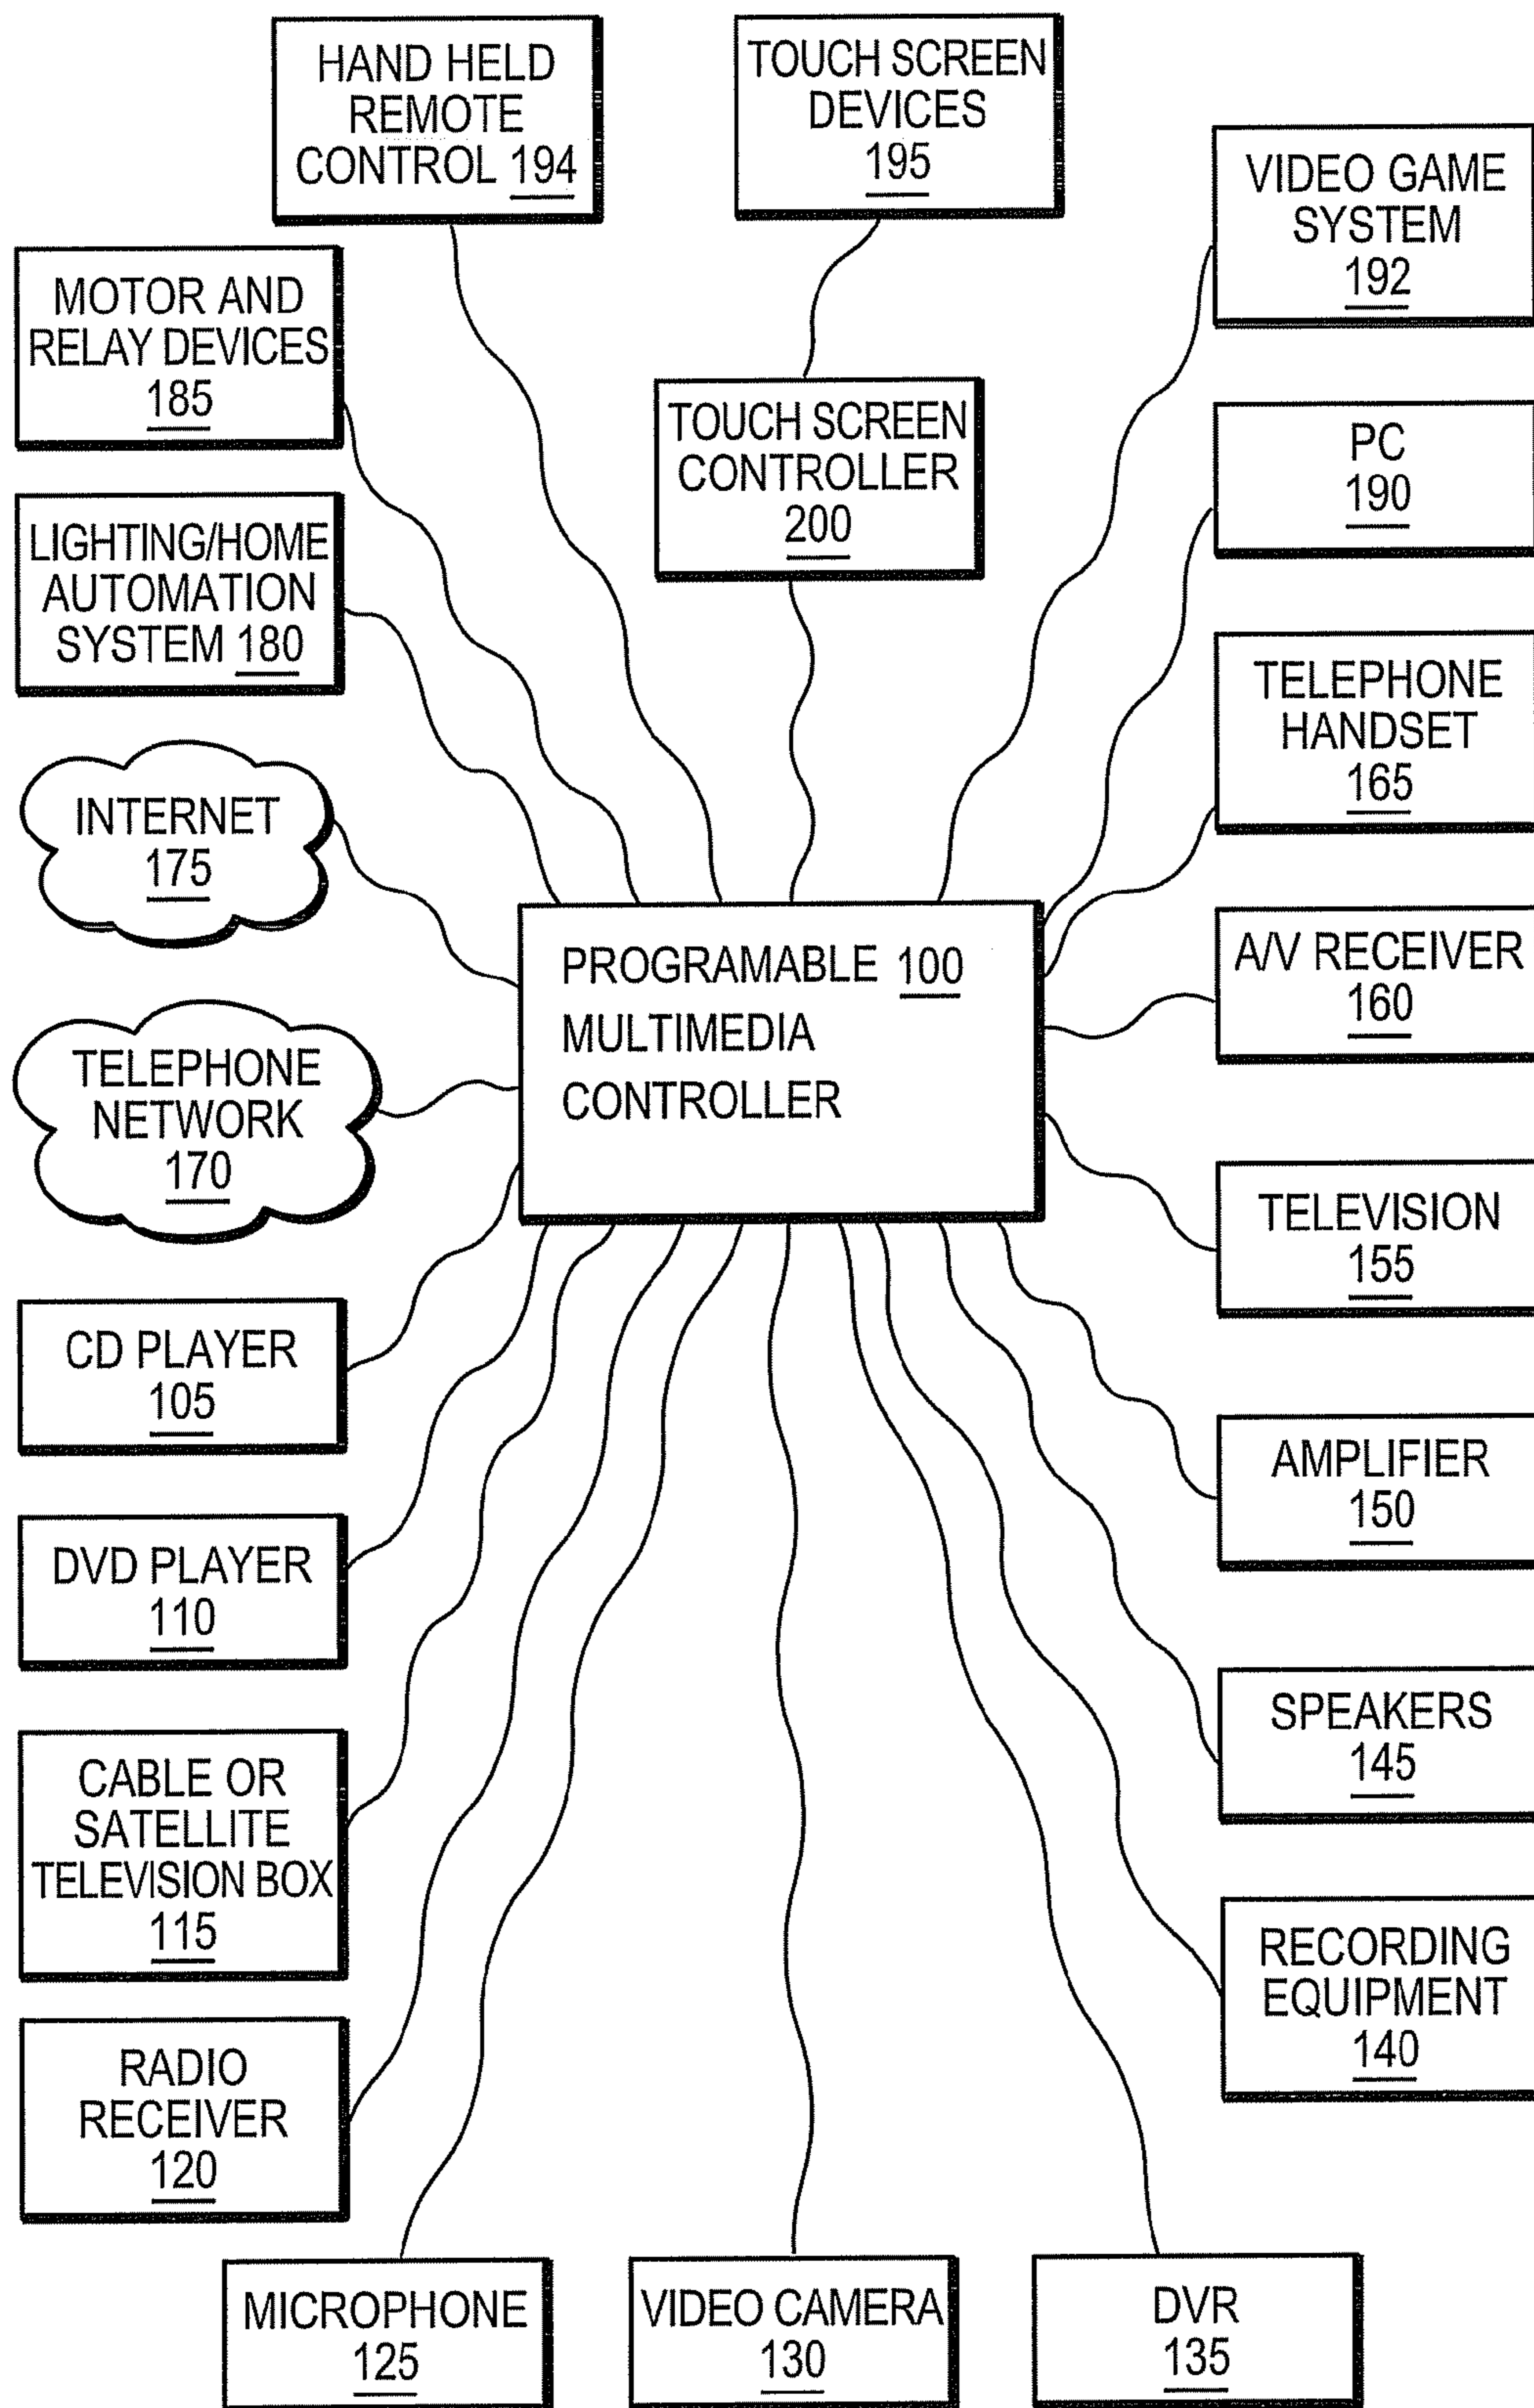 HAND HELD
REMOTE
CONTROL 194
TOUCH SCREEN
DEVICES
195
VIDEO GAME
SYSTEM
192
MOTOR AND
RELAY DEVICES
185
TOUCH SCREEN
CONTROLLER
200
PC
190
LIGHTING/HOME
AUTOMATION
SYSTEM 180
TELEPHONE
HANDSET
165
INTERNET
175
PROGRAMABLE 100
MULTIMEDIA
CONTROLLER
A/V RECEIVER
160
TELEPHONE
NETWORK
170
TELEVISION
155
CD PLAYER
105
AMPLIFIER
150
DVD PLAYER
110
SPEAKERS
145
CABLE OR
SATELLITE
TELEVISION BOX
115
RECORDING
EQUIPMENT
140
RADIO
RECEIVER
120
MICROPHONE
125
VIDEO CAMERA
130
DVR
135